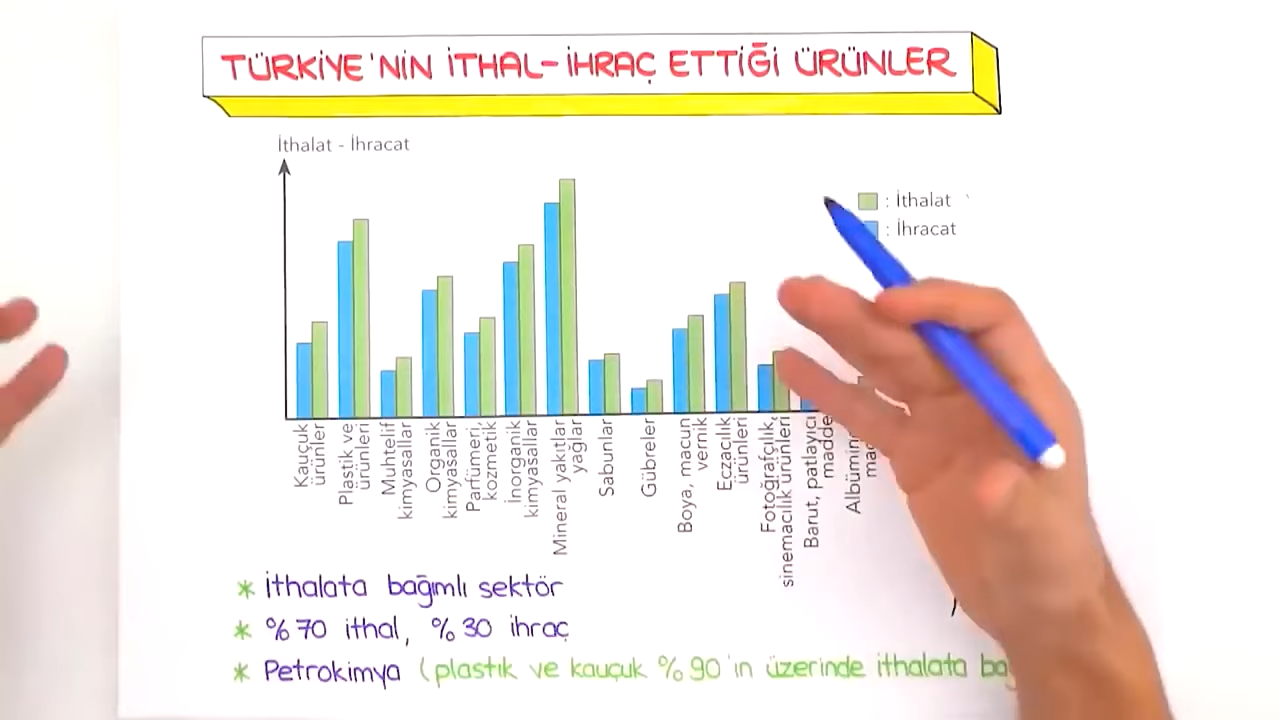 TÜRKİYE'NİN İTHAL-İHRAÇ ETTİĞİ ÜRÜNLER
İthalat - İhracat
: İthalat
: İhracat
Kauçuk
ürünler
Plastik ve
ürünleri
Muhtelif
kimyasallar
Organik
kimyasallar
Parfümeri,
kozmetik
İnorganik
kimyasallar
Mineral yakıtlar
yağlar
Sabunlar
Gübreler
Boya, macun
vernik
Eczacılık
ürünleri
Fotoğrafçılık,
sinemacılık ürünleri
Barut, patlayıcı
madde
* İthalata bağımlı sektör
* %70 ithal, %30 ihraç
* Petrokimya (plastik ve kauçuk %90'ın üzerinde ithalata